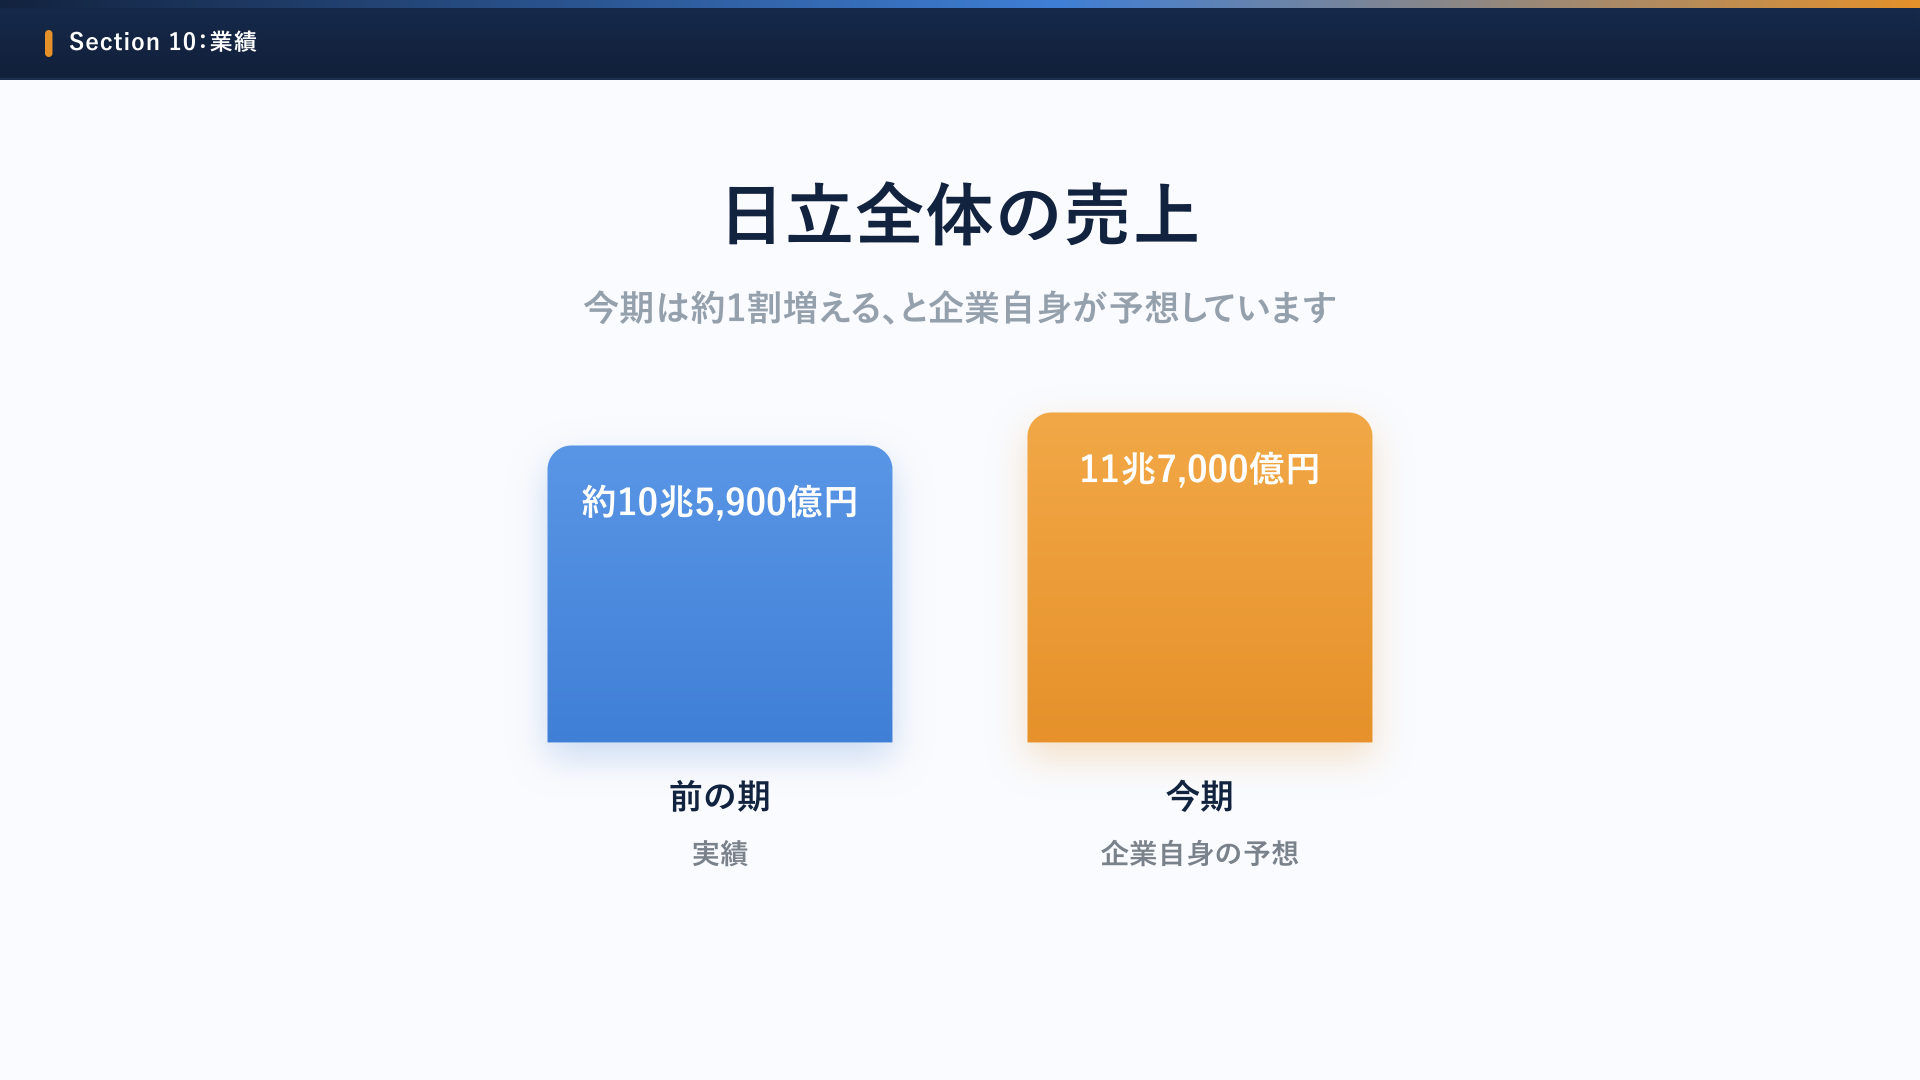 Section 10：業績
日立全体の売上
今期は約1割増える、と企業自身が予想しています
約10兆5,900億円
11兆7,000億円
前の期
今期
実績
企業自身の予想